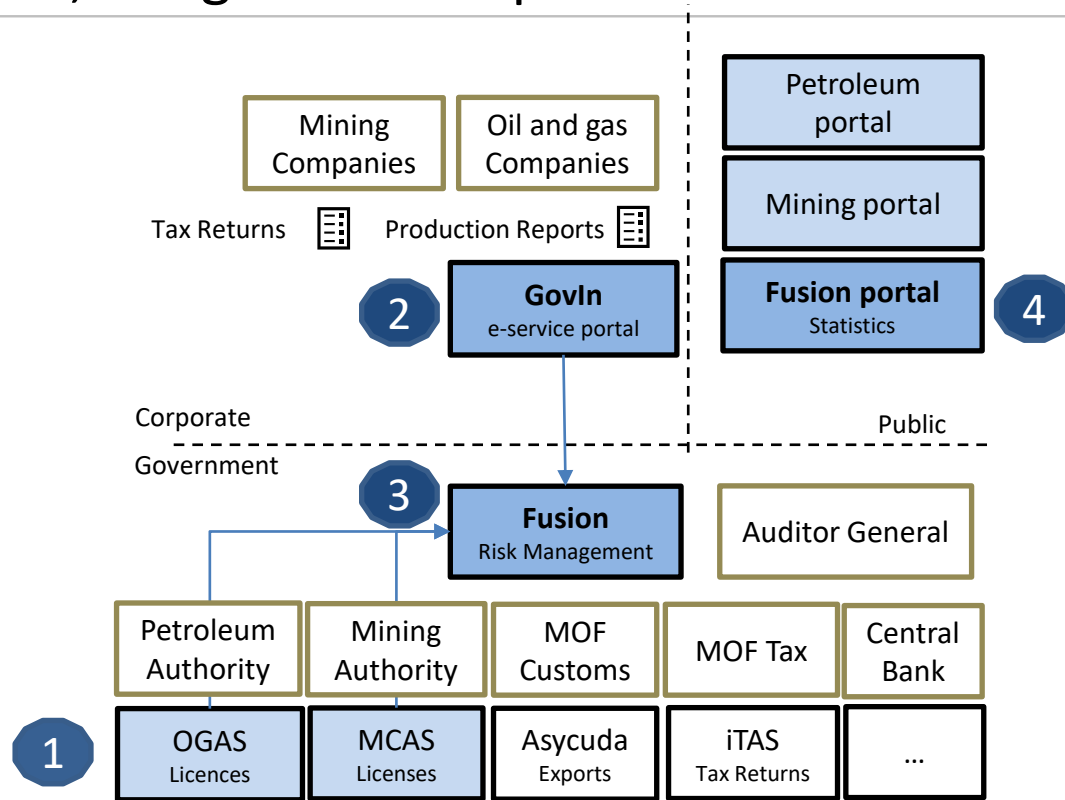 Petroleum
portal
Mining
Companies
Oil and gas
Companies
Mining portal
Tax Returns
Production Reports
2
GovIn
e-service portal
Fusion portal
Statistics
4
Corporate
Public
Government
3
Fusion
Risk Management
Auditor General
Petroleum
Authority
Mining
Authority
MOF
Customs
MOF Tax
Central
Bank
1
OGAS
Licences
MCAS
Licenses
Asycuda
Exports
iTAS
Tax Returns
...